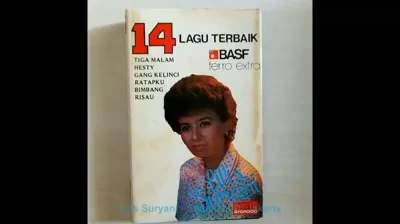 14 LAGU TERBAIK
BASF
ferro extra
TIGA MALAM
HESTY
GANG KELINCI
RATAPKU
BIMBANG
RISAU